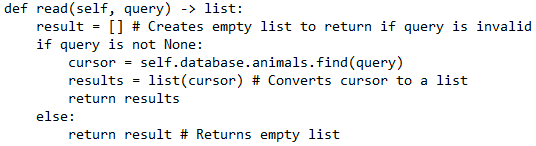 def read(self, query) -> list:
    result = [] # Creates empty list to return if query is invalid
    if query is not None:
        cursor = self.database.animals.find(query)
        results = list(cursor) # Converts cursor to a list
        return results
    else:
        return result # Returns empty list